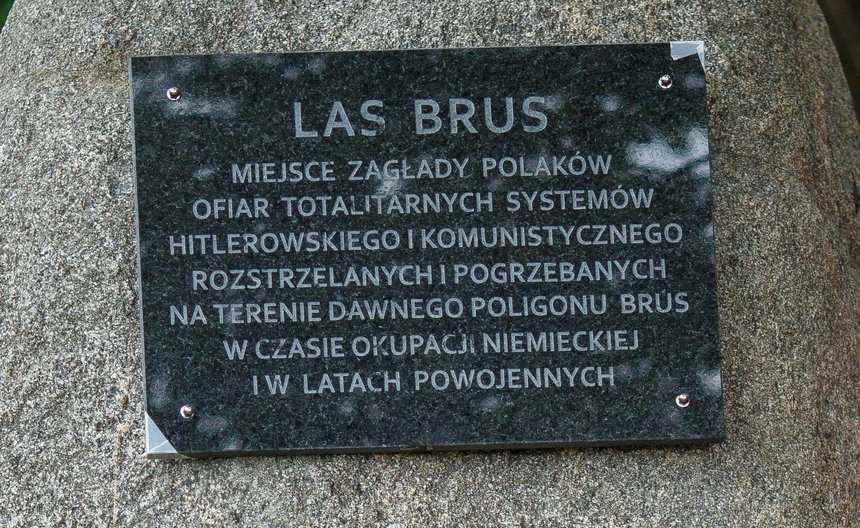 LAS BRUS
MIEJSCE ZAGŁADY POLAKÓW
OFIAR TOTALITARNYCH SYSTEMÓW
HITLEROWSKIEGO I KOMUNISTYCZNEGO
ROZSTRZELANYCH I POGRZEBANYCH
NA TERENIE DAWNEGO POLIGONU BRUS
W CZASIE OKUPACJI NIEMIECKIEJ
I W LATACH POWOJENNYCH